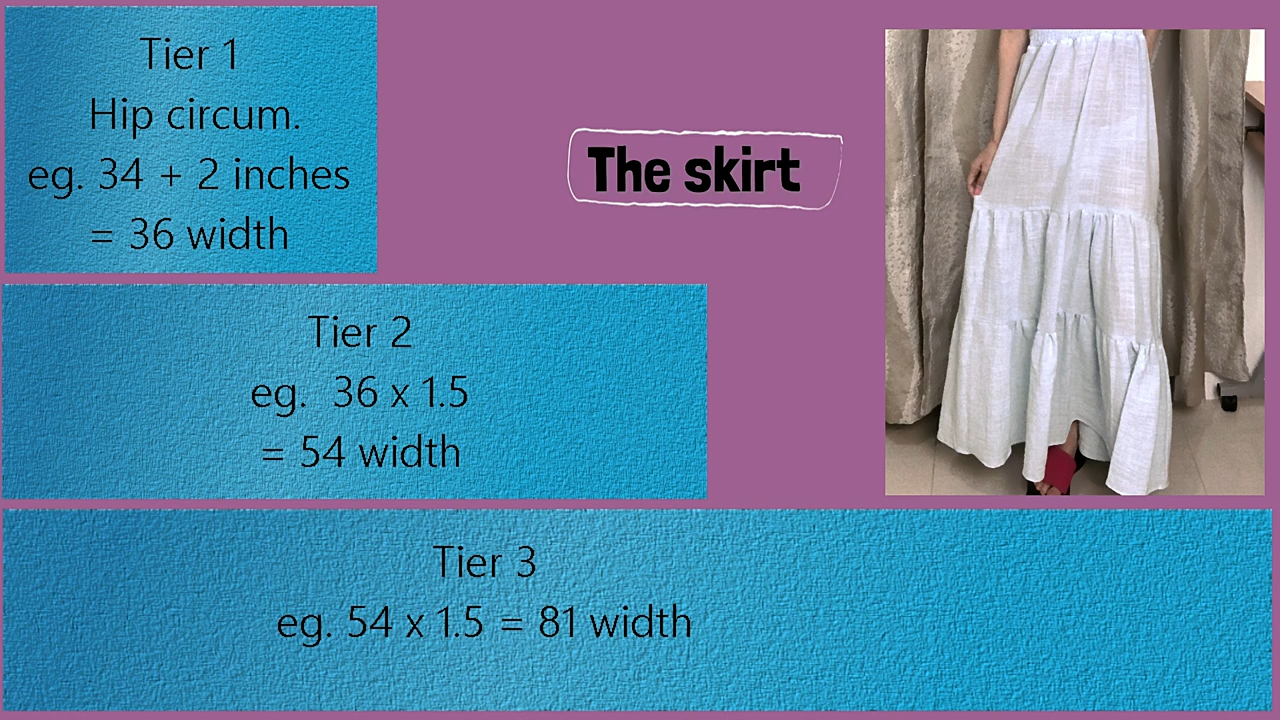 Tier 1
Hip circum.
eg. 34 + 2 inches
= 36 width
The skirt
Tier 2
eg. 36 x 1.5
= 54 width
Tier 3
eg. 54 x 1.5 = 81 width